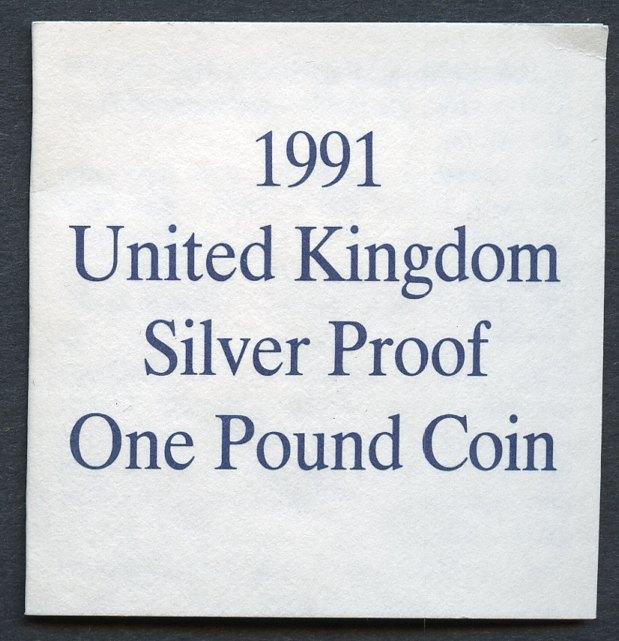 1991
United Kingdom
Silver Proof
One Pound Coin